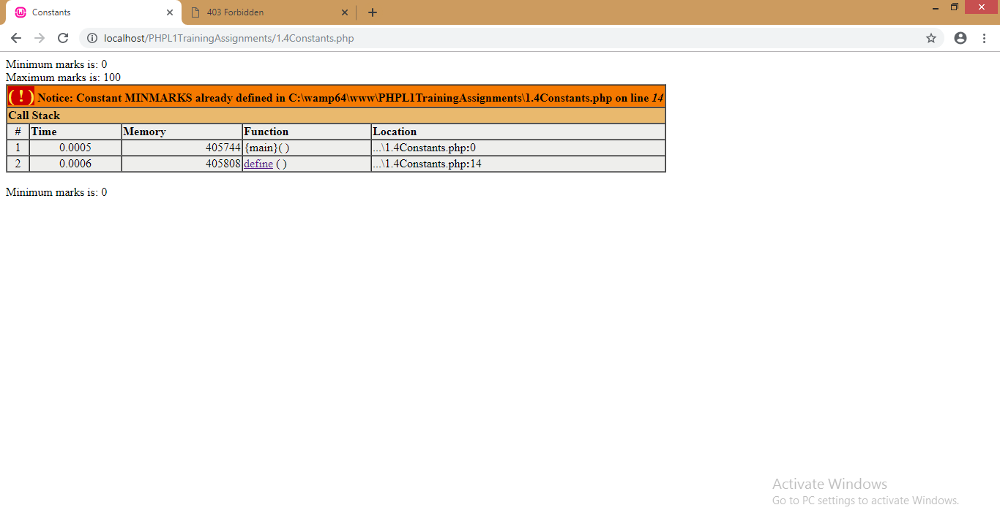 Constants
403 Forbidden
localhost/PHPL1TrainingAssignments/1.4Constants.php
Minimum marks is: 0
Maximum marks is: 100
( ! ) Notice: Constant MINMARKS already defined in C:\wamp64\www\PHPL1TrainingAssignments\1.4Constants.php on line 14
Call Stack
# Time Memory Function Location
1 0.0005 405744 {main}( ) ...\1.4Constants.php:0
2 0.0006 405808 define ( ) ...\1.4Constants.php:14
Minimum marks is: 0
Activate Windows
Go to PC settings to activate Windows.